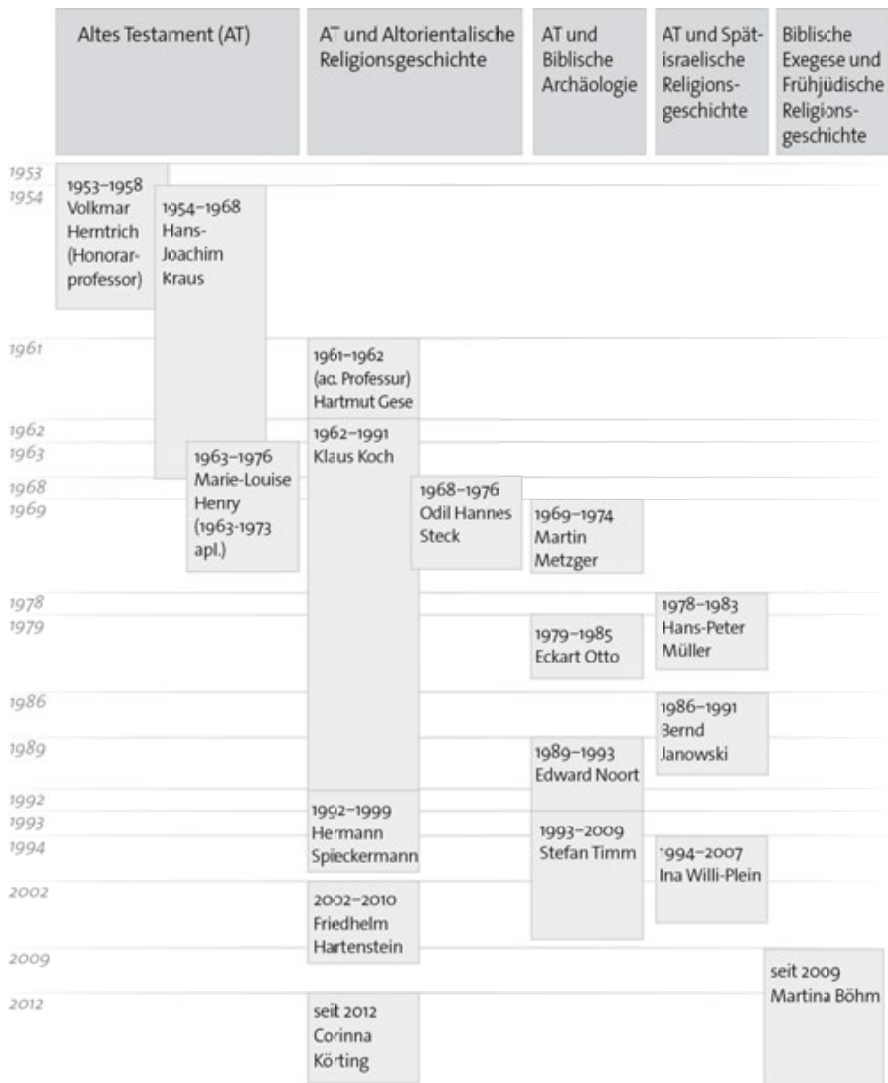 Altes Testament (AT)
AT und Altorientalische
Religionsgeschichte
AT und
Biblische
Archäologie
AT und Spät-
israelische
Religions-
geschichte
Biblische
Exegese und
Frühjüdische
Religions-
geschichte
1953
1953–1958
Volkmar
Herntrich
(Honorar-
professor)
1954
1954–1968
Hans-
Joachim
Kraus
1961
1961–1962
(ao. Professur)
Hartmut Gese
1962
1962–1991
Klaus Koch
1963
1963–1976
Marie-Louise
Henry
(1963-1973
apl.)
1968
1968–1976
Odil Hannes
Steck
1969
1969–1974
Martin
Metzger
1978
1978–1983
Hans-Peter
Müller
1979
1979–1985
Eckart Otto
1986
1986–1991
Bernd
Janowski
1989
1989–1993
Edward Noort
1992
1992–1999
Hermann
Spieckermann
1993
1993–2009
Stefan Timm
1994
1994–2007
Ina Willi-Plein
2002
2002–2010
Friedhelm
Hartenstein
2009
seit 2009
Martina Böhm
2012
seit 2012
Corinna
Körting